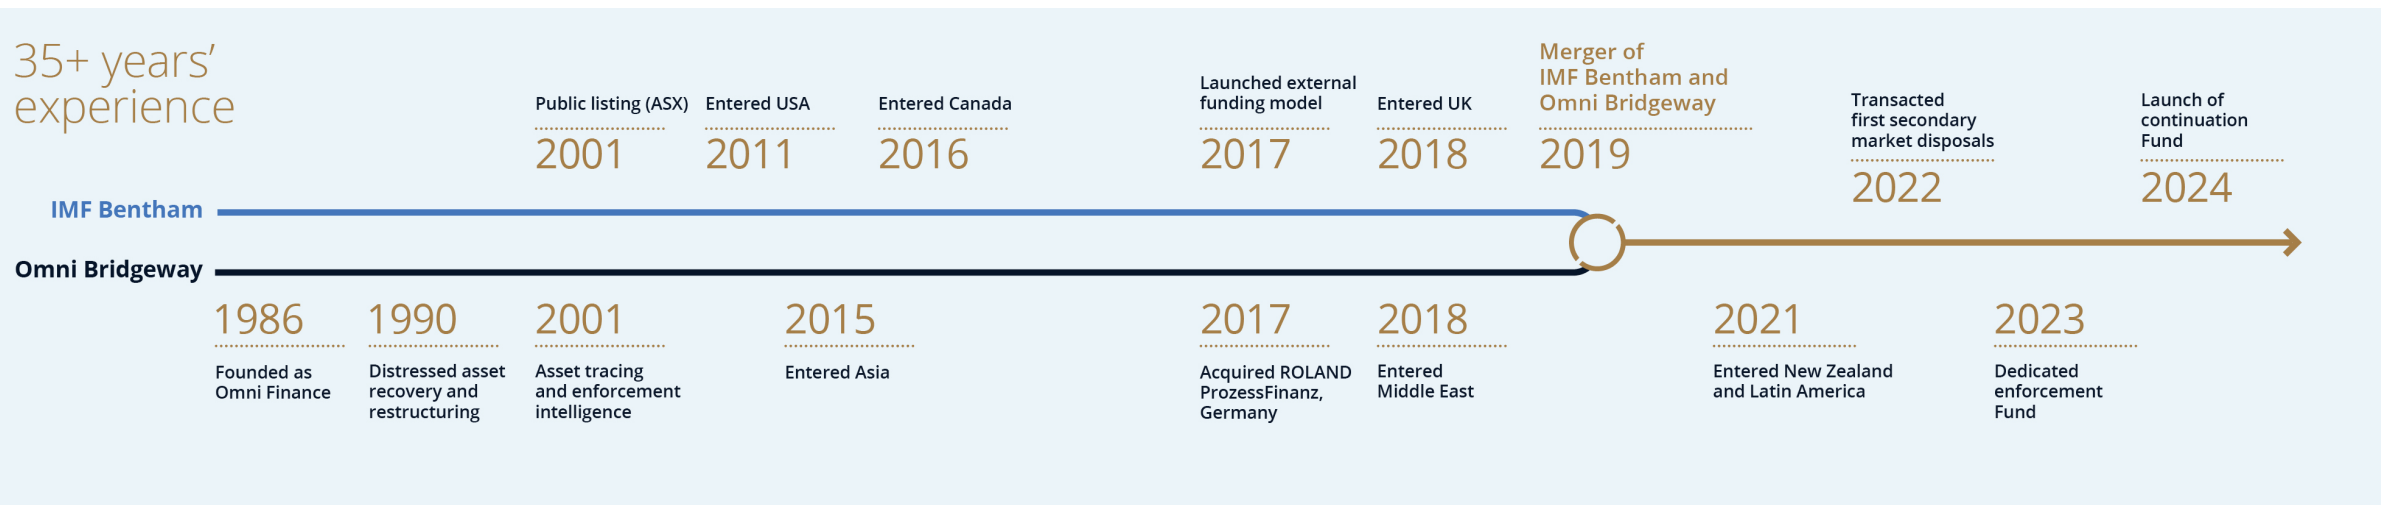 35+ years’
experience
Public listing (ASX)
2001
Entered USA
2011
Entered Canada
2016
Launched external
funding model
2017
Entered UK
2018
Merger of
IMF Bentham and
Omni Bridgeway
2019
Transacted
first secondary
market disposals
2022
Launch of
continuation
Fund
2024
IMF Bentham
Omni Bridgeway
1986
Founded as
Omni Finance
1990
Distressed asset
recovery and
restructuring
2001
Asset tracing
and enforcement
intelligence
2015
Entered Asia
2017
Acquired ROLAND
ProzessFinanz,
Germany
2018
Entered
Middle East
2021
Entered New Zealand
and Latin America
2023
Dedicated
enforcement
Fund